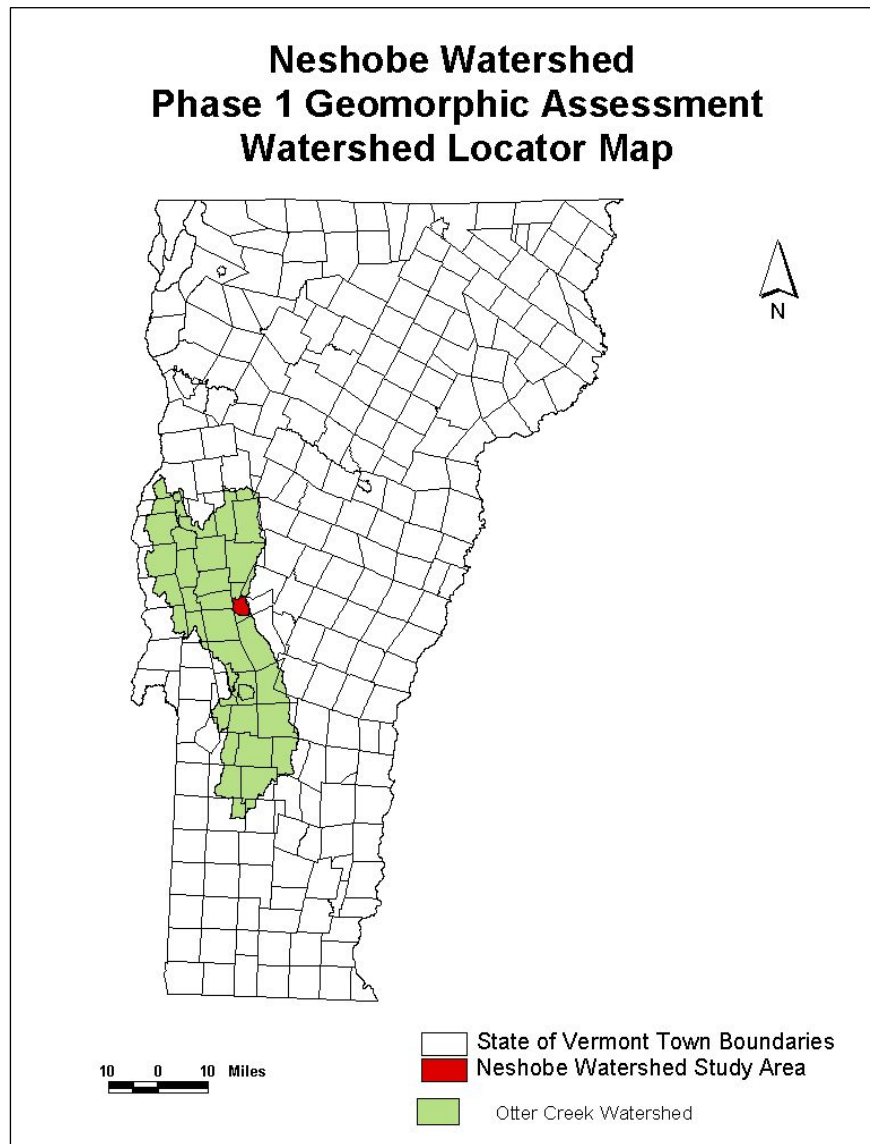 Neshobe Watershed
Phase 1 Geomorphic Assessment
Watershed Locator Map
N
10 0 10 Miles
State of Vermont Town Boundaries
Neshobe Watershed Study Area
Otter Creek Watershed